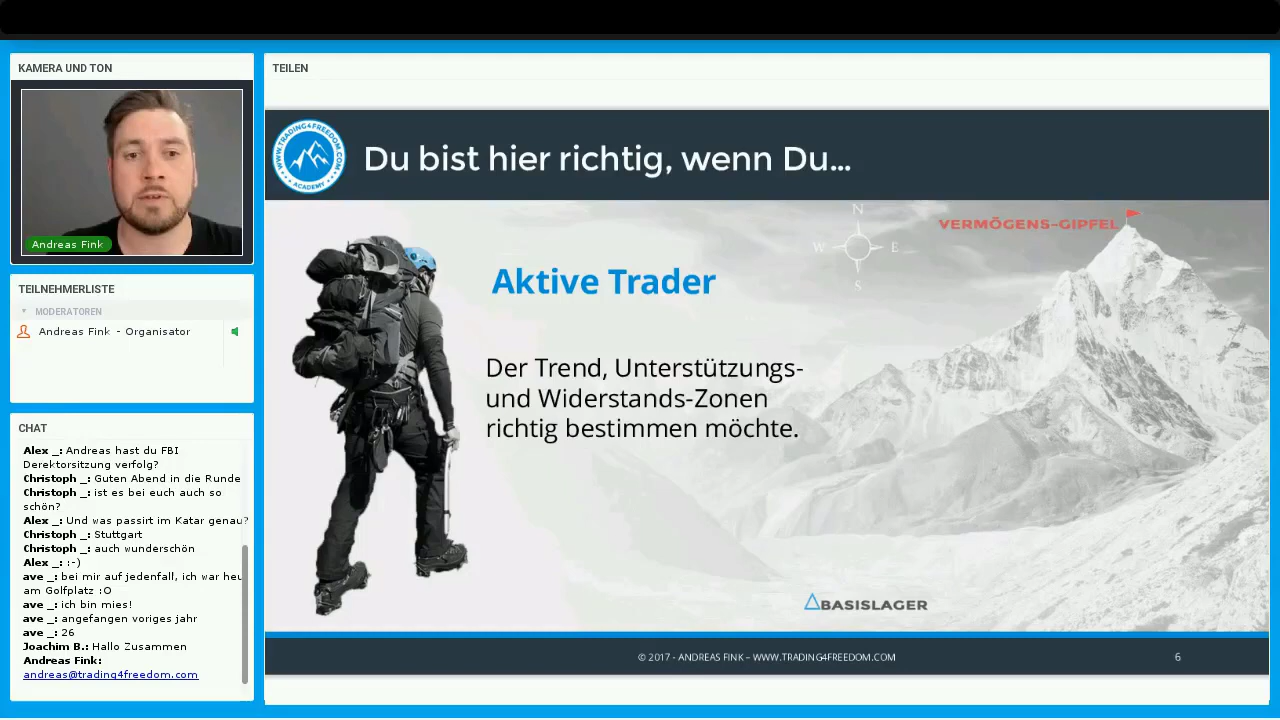 KAMERA UND TON
Andreas Fink
TEILNEHMERLISTE
MODERATOREN
Andreas Fink - Organisator
CHAT
Alex _: Andreas hast du FBI
Derektorsitzung verfolg?
Christoph _: Guten Abend in die Runde
Christoph _: ist es bei euch auch so
schön?
Alex _: Und was passirt im Katar genau?
Christoph _: Stuttgart
Christoph _: auch wunderschön
Alex _: :-)
ave _: bei mir auf jedenfall, ich war heu
am Golfplatz :O
ave _: ich bin mies!
ave _: angefangen voriges jahr
ave _: 26
Joachim B.: Hallo Zusammen
Andreas Fink:
andreas@trading4freedom.com
TEILEN
WWW.TRADING4FREEDOM.COM
ACADEMY
Du bist hier richtig, wenn Du...
N
W E
S
VERMÖGENS-GIPFEL
Aktive Trader
Der Trend, Unterstützungs-
und Widerstands-Zonen
richtig bestimmen möchte.
BASISLAGER
© 2017 - ANDREAS FINK – WWW.TRADING4FREEDOM.COM
6